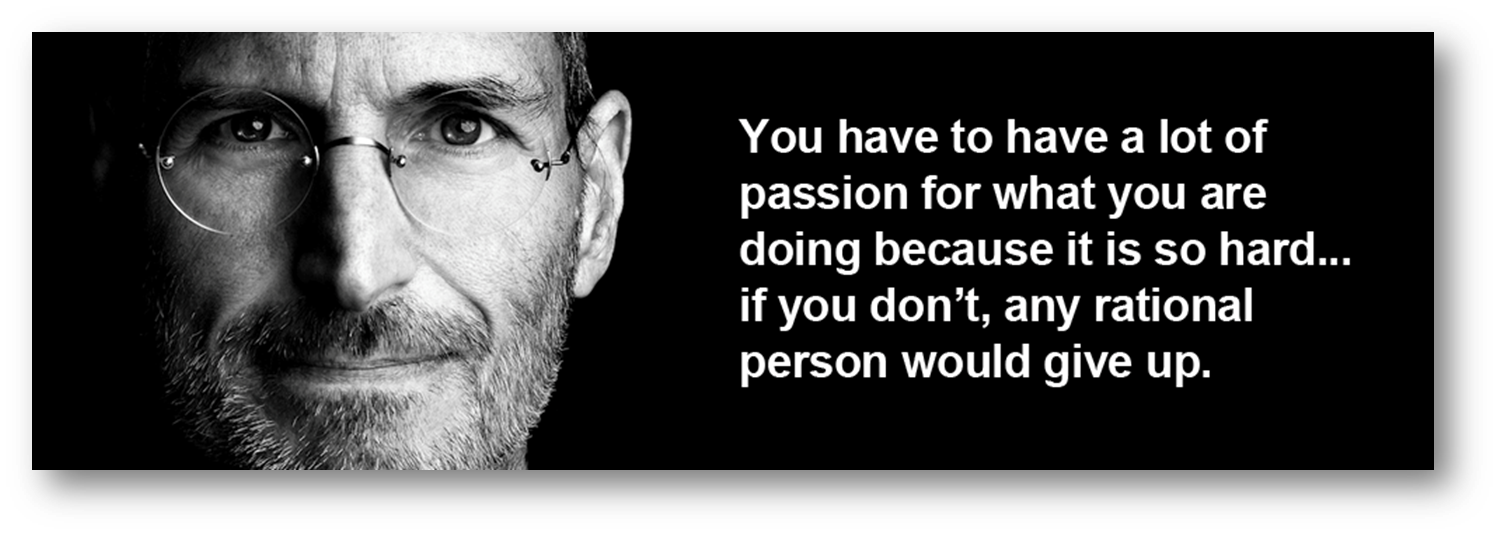 You have to have a lot of
passion for what you are
doing because it is so hard...
if you don’t, any rational
person would give up.